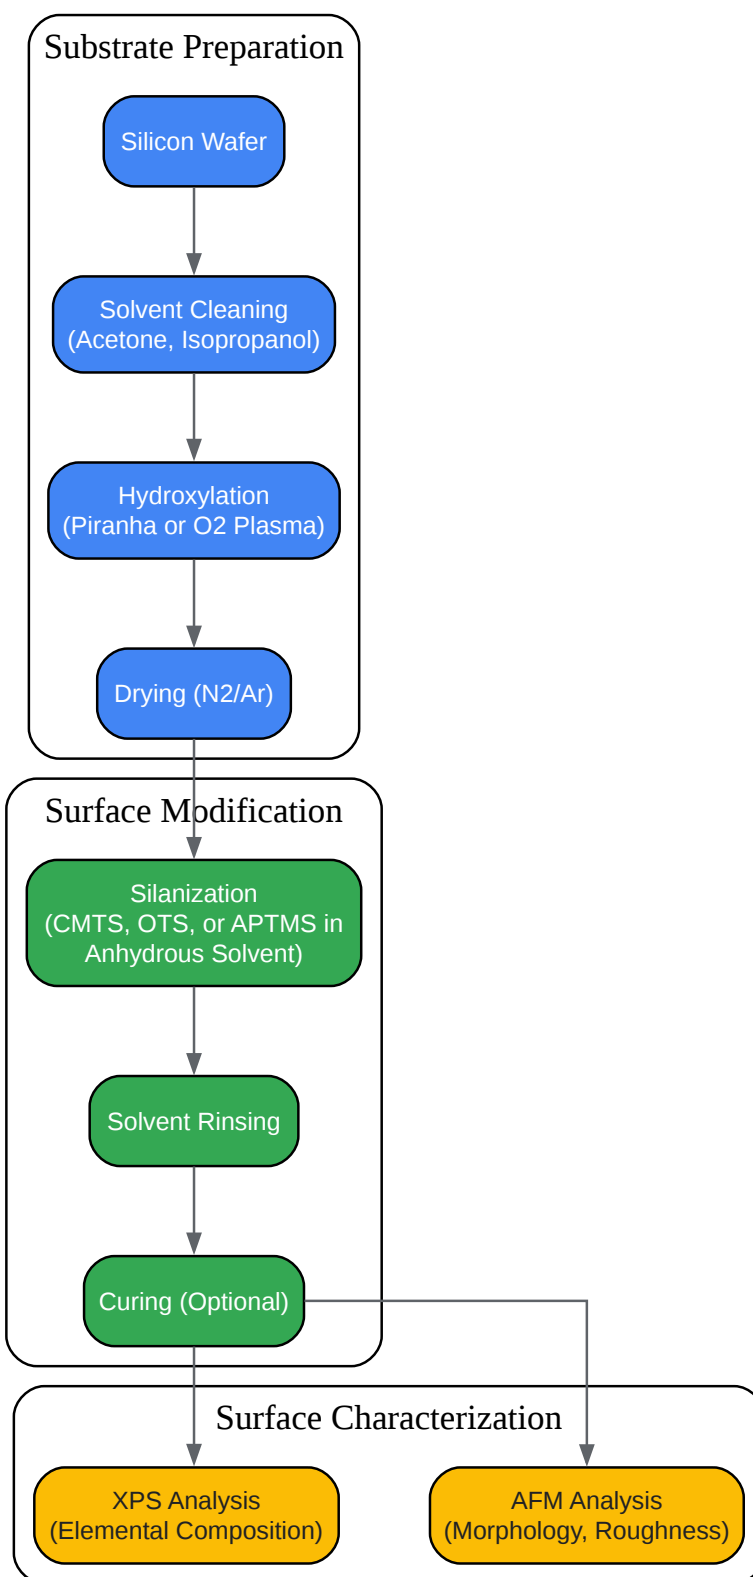 Substrate Preparation
Silicon Wafer
Solvent Cleaning
(Acetone, Isopropanol)
Hydroxylation
(Piranha or O2 Plasma)
Drying (N2/Ar)
Surface Modification
Silanization
(CMTS, OTS, or APTMS in
Anhydrous Solvent)
Solvent Rinsing
Curing (Optional)
Surface Characterization
XPS Analysis
(Elemental Composition)
AFM Analysis
(Morphology, Roughness)